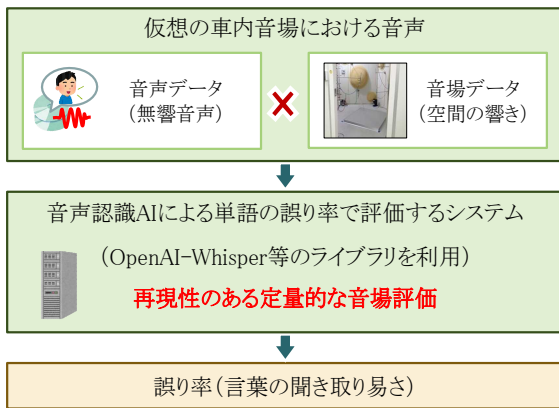 仮想の車内音場における音声
音声データ
(無響音声)
×
音場データ
(空間の響き)
音声認識AIによる単語の誤り率で評価するシステム
(OpenAI-Whisper等のライブラリを利用)
再現性のある定量的な音場評価
誤り率(言葉の聞き取り易さ)